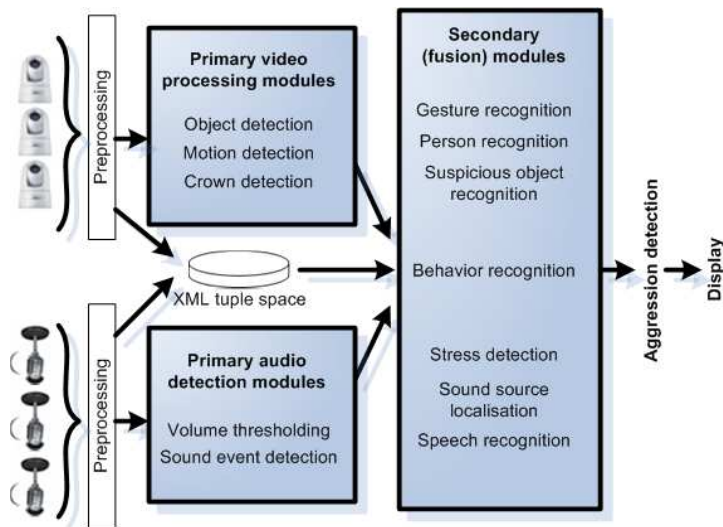 Preprocessing
Primary video
processing modules
Object detection
Motion detection
Crown detection
XML tuple space
Preprocessing
Primary audio
detection modules
Volume thresholding
Sound event detection
Secondary
(fusion) modules
Gesture recognition
Person recognition
Suspicious object
recognition
Behavior recognition
Stress detection
Sound source
localisation
Speech recognition
Aggression detection
Display